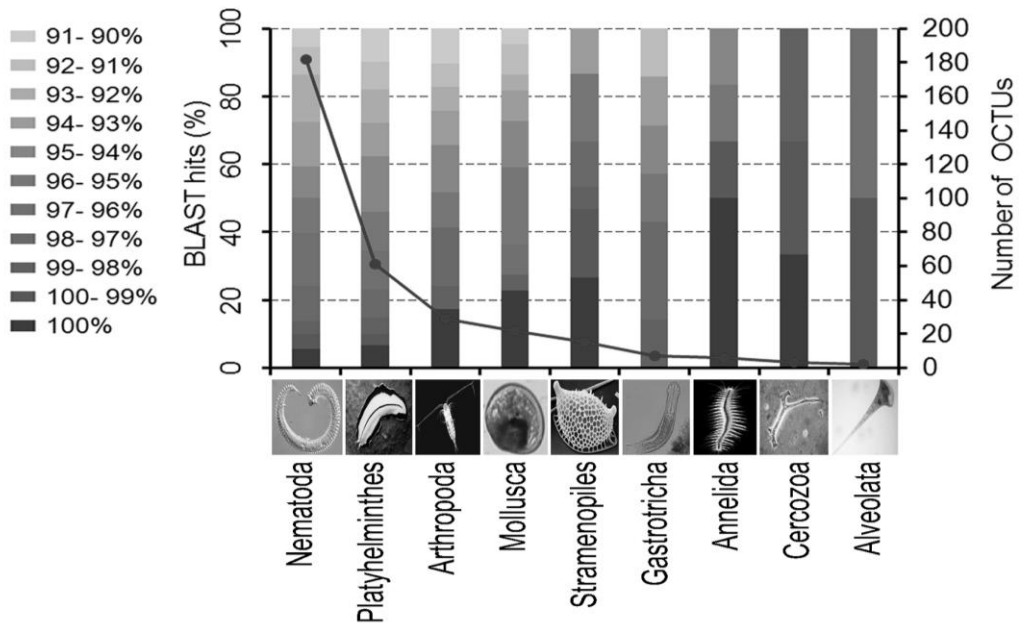 91- 90%
92- 91%
93- 92%
94- 93%
95- 94%
96- 95%
97- 96%
98- 97%
99- 98%
100- 99%
100%
BLAST hits (%)
100
80
60
40
20
0
200
180
160
140
120
100
80
60
40
20
0
Number of OCTUs
Nematoda
Platyhelminthes
Arthropoda
Mollusca
Stramenopiles
Gastrotricha
Annelida
Cercozoa
Alveolata